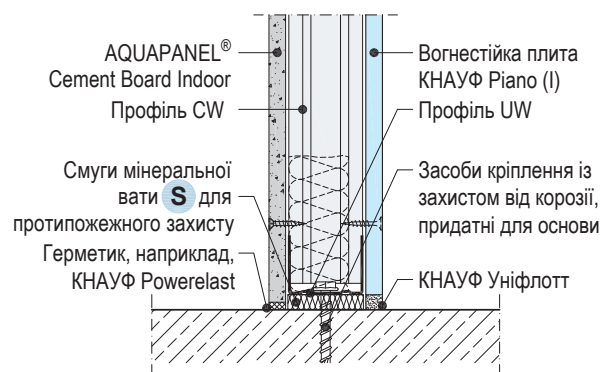 AQUAPANEL®
Cement Board Indoor
Профіль CW
Смуги мінеральної
вати S для
протипожежного захисту
Герметик, наприклад,
КНАУФ Powerelast
Вогнестійка плита
КНАУФ Piano (I)
Профіль UW
Засоби кріплення із
захистом від корозії,
придатні для основи
КНАУФ Уніфлотт